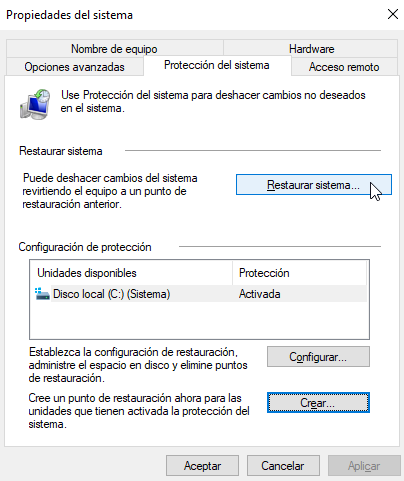 Propiedades del sistema
Nombre de equipo
Hardware
Opciones avanzadas
Protección del sistema
Acceso remoto
Use Protección del sistema para deshacer cambios no deseados
en el sistema.
Restaurar sistema
Puede deshacer cambios del sistema
revirtiendo el equipo a un punto de
restauración anterior.
Restaurar sistema...
Configuración de protección
Unidades disponibles
Protección
Disco local (C:) (Sistema)
Activada
Establezca la configuración de restauración,
administre el espacio en disco y elimine puntos
de restauración.
Configurar...
Cree un punto de restauración ahora para las
unidades que tienen activada la protección del
sistema.
Crear...
Aceptar
Cancelar
Aplicar